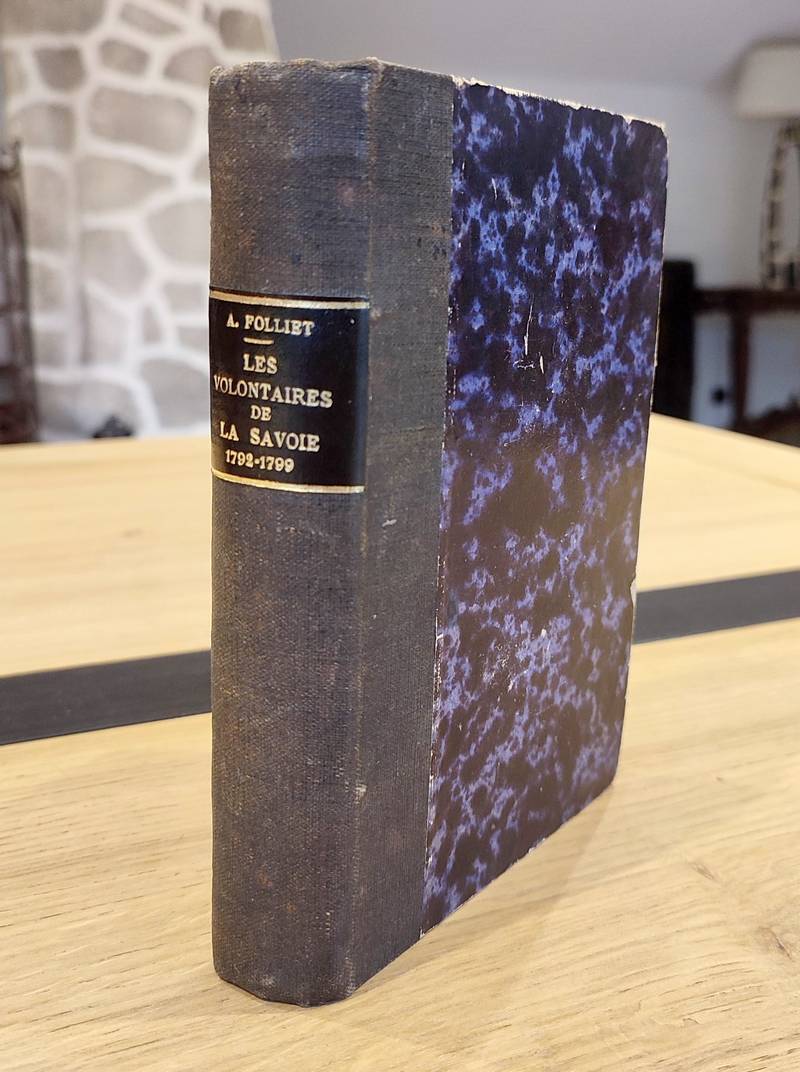 A. FOLLIET
LES
VOLONTAIRES
DE
LA SAVOIE
1792-1799